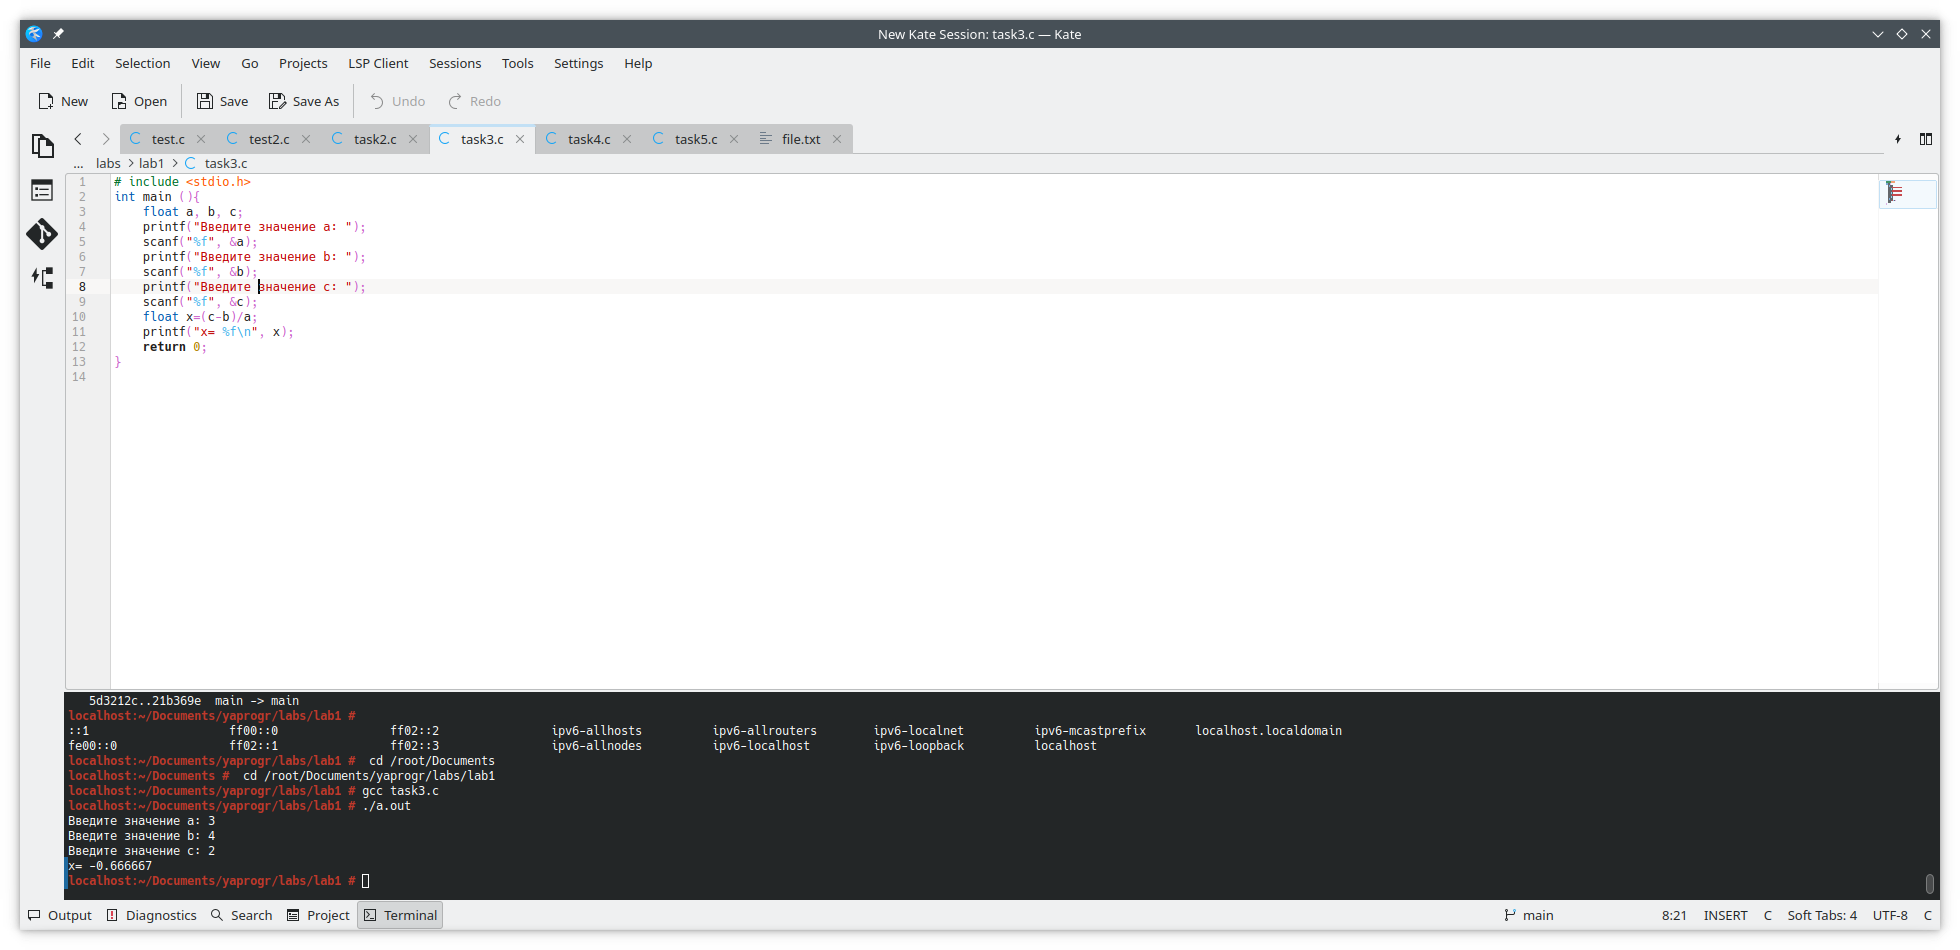 New Kate Session: task3.c — Kate
File Edit Selection View Go Projects LSP Client Sessions Tools Settings Help
New Open Save Save As Undo Redo
test.c test2.c task2.c task3.c task4.c task5.c file.txt
... labs > lab1 > task3.c
1 # include <stdio.h>
2 int main (){
3 float a, b, c;
4 printf("Введите значение a: ");
5 scanf("%f", &a);
6 printf("Введите значение b: ");
7 scanf("%f", &b);
8 printf("Введите значение c: ");
9 scanf("%f", &c);
10 float x=(c-b)/a;
11 printf("x= %f\n", x);
12 return 0;
13 }
14
5d3212c..21b369e main -> main
localhost:~/Documents/yaprogr/labs/lab1 #
::1 ff00::0 ff02::2 ipv6-allhosts ipv6-allrouters ipv6-localnet ipv6-mcastprefix localhost.localdomain
fe00::0 ff02::1 ff02::3 ipv6-allnodes ipv6-localhost ipv6-loopback localhost
localhost:~/Documents/yaprogr/labs/lab1 # cd /root/Documents
localhost:~/Documents # cd /root/Documents/yaprogr/labs/lab1
localhost:~/Documents/yaprogr/labs/lab1 # gcc task3.c
localhost:~/Documents/yaprogr/labs/lab1 # ./a.out
Введите значение a: 3
Введите значение b: 4
Введите значение c: 2
x= -0.666667
localhost:~/Documents/yaprogr/labs/lab1 #
Output Diagnostics Search Project Terminal main 8:21 INSERT C Soft Tabs: 4 UTF-8 C